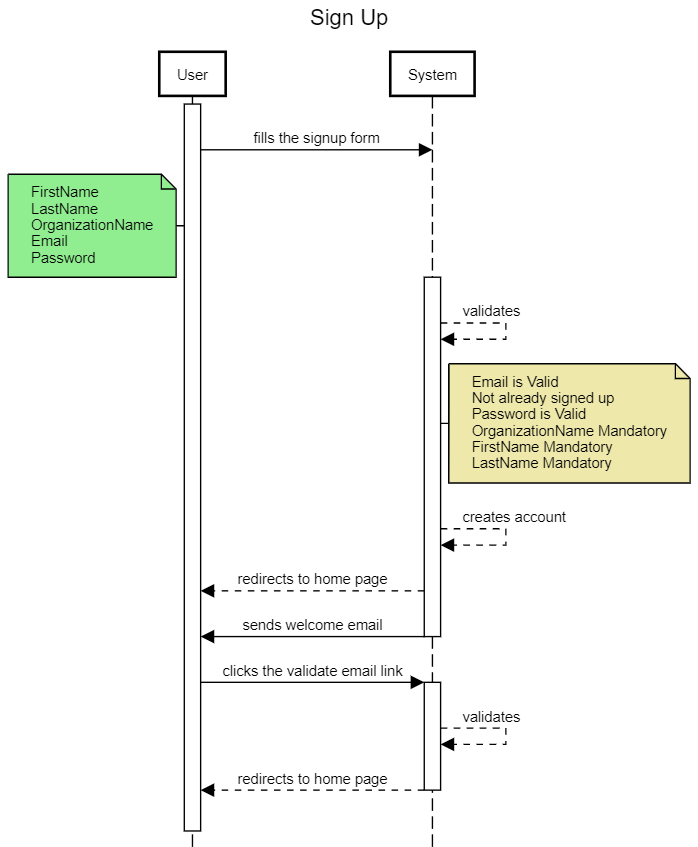 Sign Up
User
System
fills the signup form
FirstName
LastName
OrganizationName
Email
Password
validates
Email is Valid
Not already signed up
Password is Valid
OrganizationName Mandatory
FirstName Mandatory
LastName Mandatory
creates account
redirects to home page
sends welcome email
clicks the validate email link
validates
redirects to home page